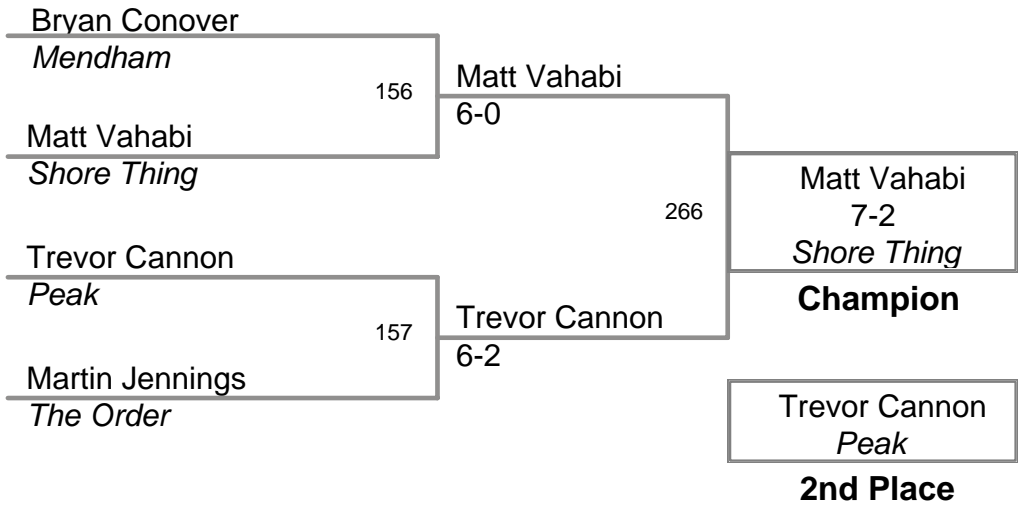 Bryan Conover
Mendham
156
Matt Vahabi
6-0
Matt Vahabi
Shore Thing
Matt Vahabi
7-2
Shore Thing
266
Trevor Cannon
Peak
Champion
157
Trevor Cannon
6-2
Martin Jennings
The Order
Trevor Cannon
Peak
2nd Place